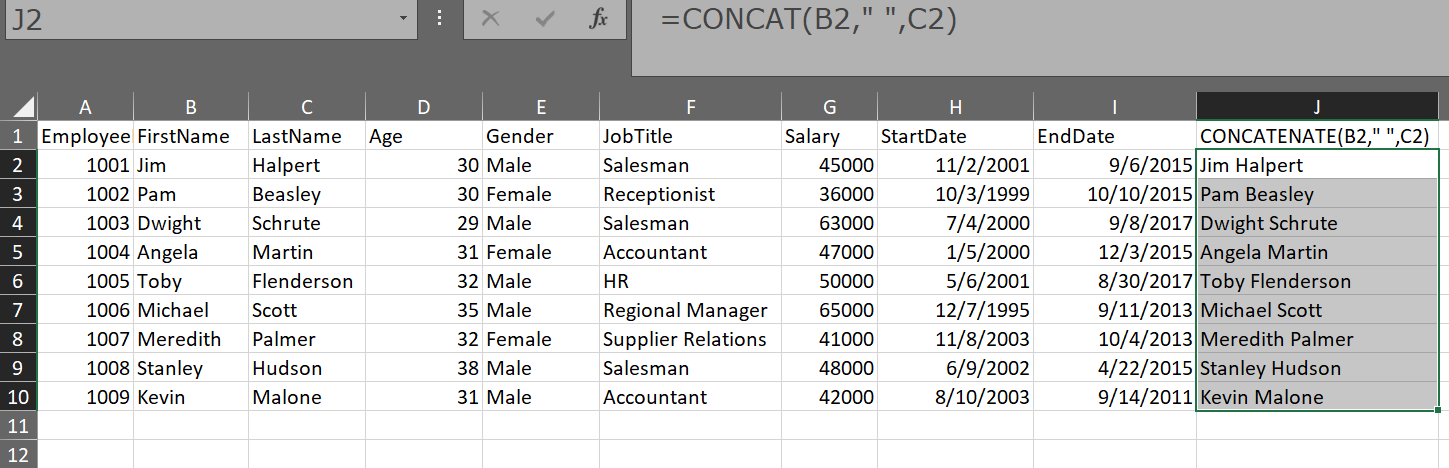 J2 fx =CONCAT(B2," ",C2)
A B C D E F G H I J
1 Employee FirstName LastName Age Gender JobTitle Salary StartDate EndDate CONCATENATE(B2," ",C2)
2 1001 Jim Halpert 30 Male Salesman 45000 11/2/2001 9/6/2015 Jim Halpert
3 1002 Pam Beasley 30 Female Receptionist 36000 10/3/1999 10/10/2015 Pam Beasley
4 1003 Dwight Schrute 29 Male Salesman 63000 7/4/2000 9/8/2017 Dwight Schrute
5 1004 Angela Martin 31 Female Accountant 47000 1/5/2000 12/3/2015 Angela Martin
6 1005 Toby Flenderson 32 Male HR 50000 5/6/2001 8/30/2017 Toby Flenderson
7 1006 Michael Scott 35 Male Regional Manager 65000 12/7/1995 9/11/2013 Michael Scott
8 1007 Meredith Palmer 32 Female Supplier Relations 41000 11/8/2003 10/4/2013 Meredith Palmer
9 1008 Stanley Hudson 38 Male Salesman 48000 6/9/2002 4/22/2015 Stanley Hudson
10 1009 Kevin Malone 31 Male Accountant 42000 8/10/2003 9/14/2011 Kevin Malone
11
12